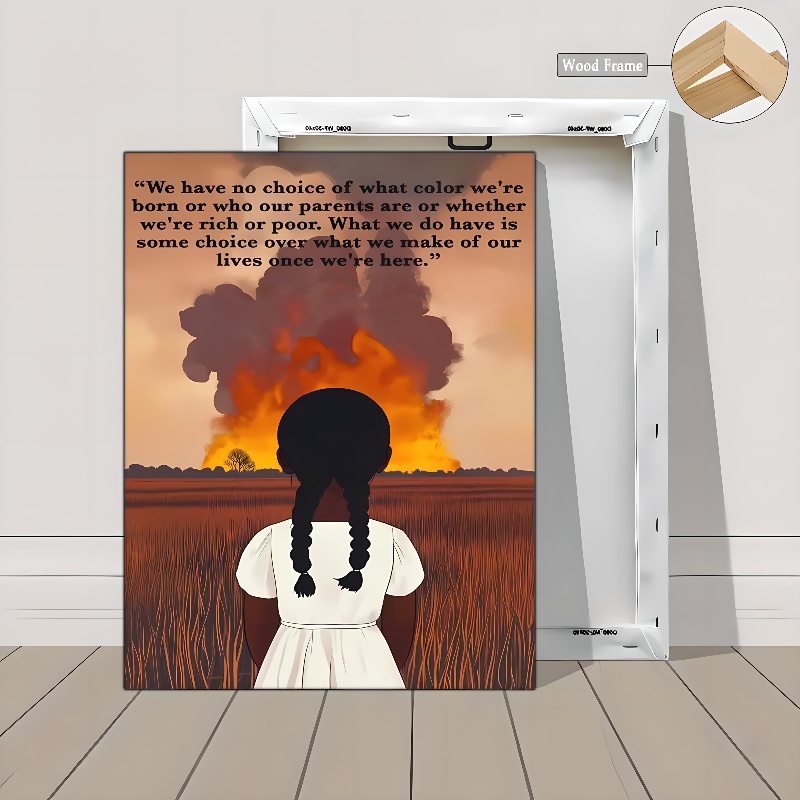 Wood Frame
“We have no choice of what color we're
born or who our parents are or whether
we're rich or poor. What we do have is
some choice over what we make of our
lives once we're here.”